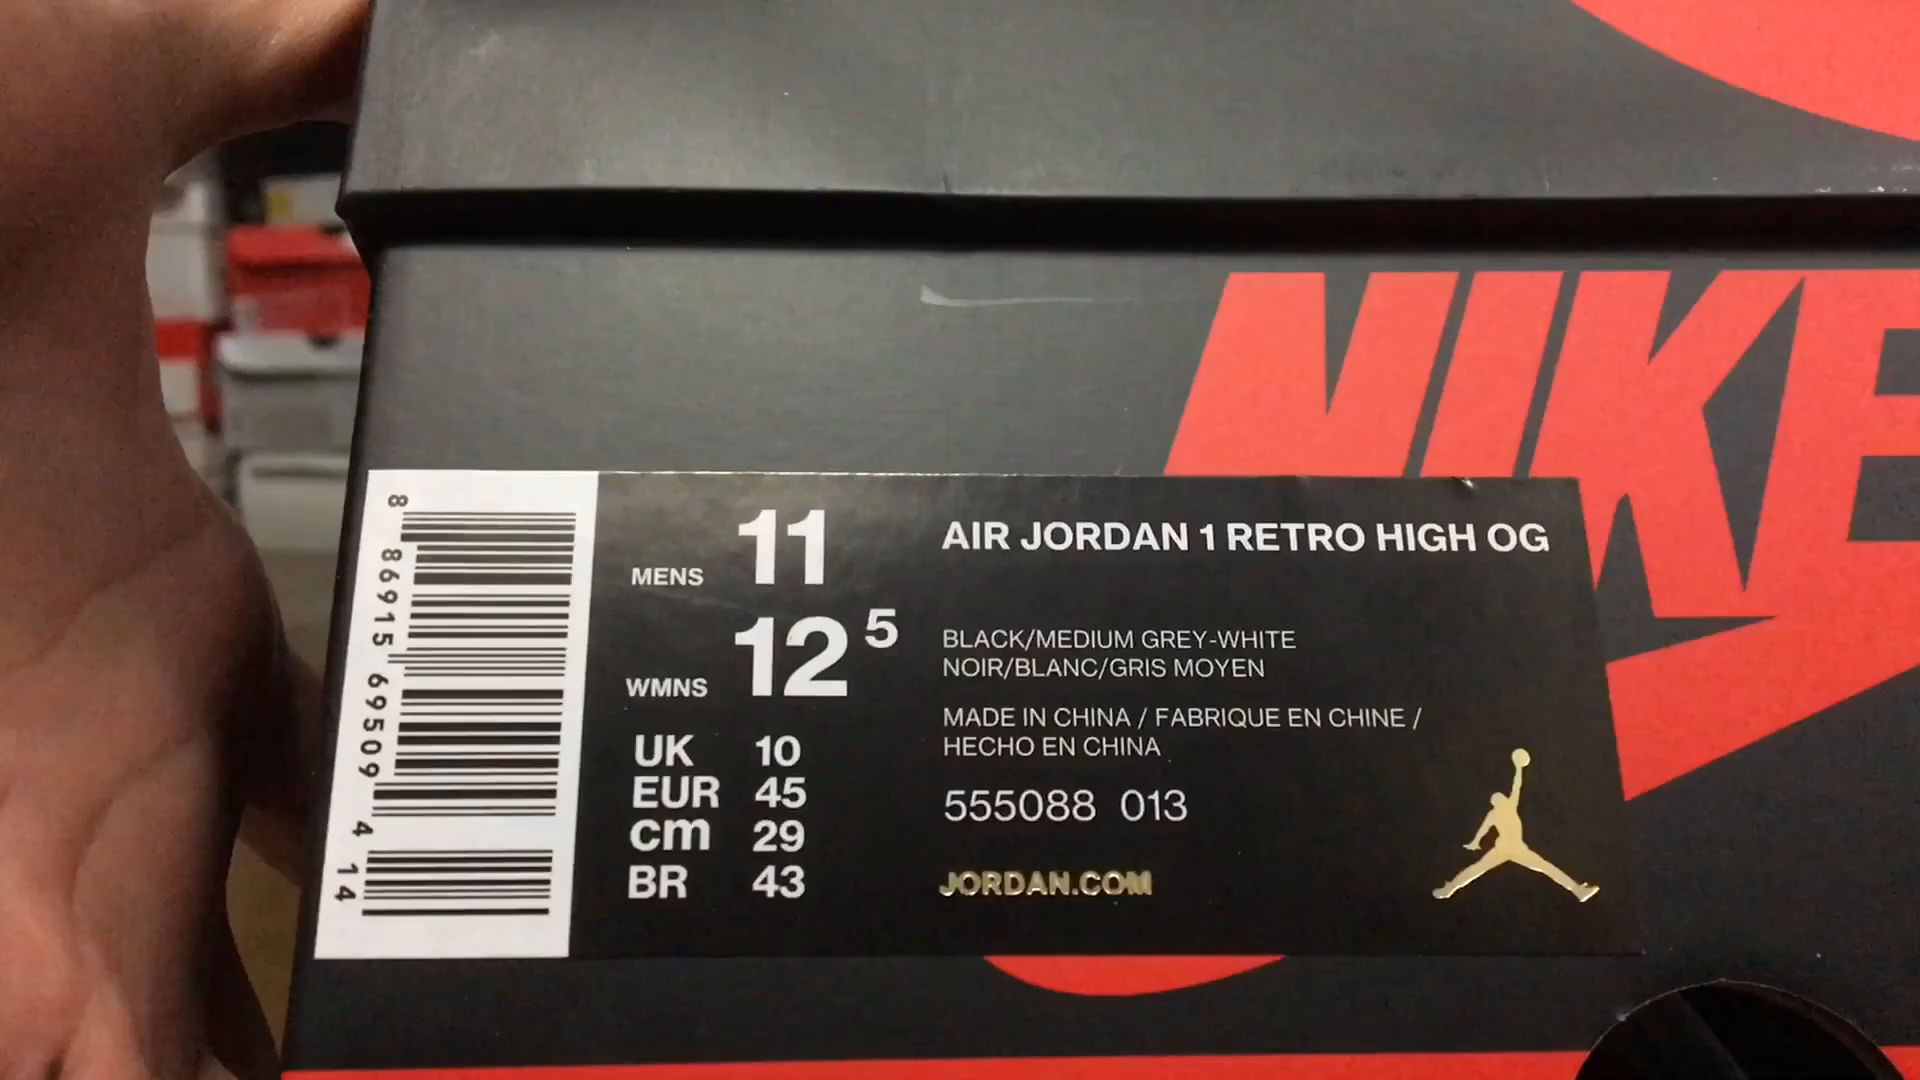 NIKE
8 86915 69509 4 14
MENS 11
WMNS 12 5
UK 10
EUR 45
cm 29
BR 43
AIR JORDAN 1 RETRO HIGH OG
BLACK/MEDIUM GREY-WHITE
NOIR/BLANC/GRIS MOYEN
MADE IN CHINA / FABRIQUE EN CHINE /
HECHO EN CHINA
555088 013
JORDAN.COM